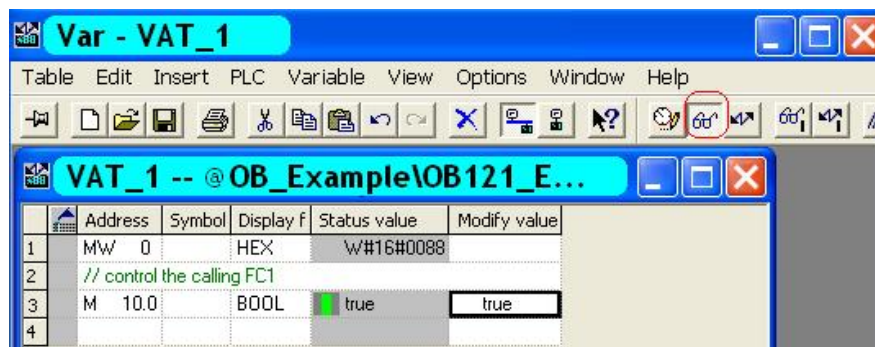 Var - VAT_1
Table Edit Insert PLC Variable View Options Window Help
VAT_1 -- @OB_Example\OB121_E...
Address Symbol Display f Status value Modify value
1 MW 0 HEX W#16#0088
2 // control the calling FC1
3 M 10.0 BOOL true true
4